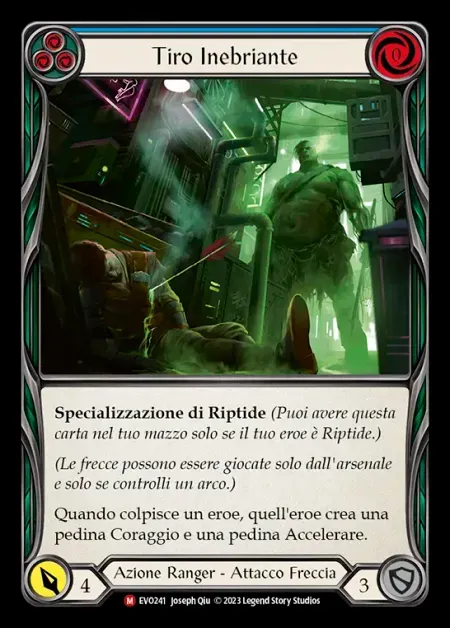 Tiro Inebriante
0
Specializzazione di Riptide (Puoi avere questa
carta nel tuo mazzo solo se il tuo eroe è Riptide.)
(Le frecce possono essere giocate solo dall'arsenale
e solo se controlli un arco.)
Quando colpisce un eroe, quell'eroe crea una
pedina Coraggio e una pedina Accelerare.
4 Azione Ranger - Attacco Freccia 3
M EVO241 Joseph Qiu © 2023 Legend Story Studios